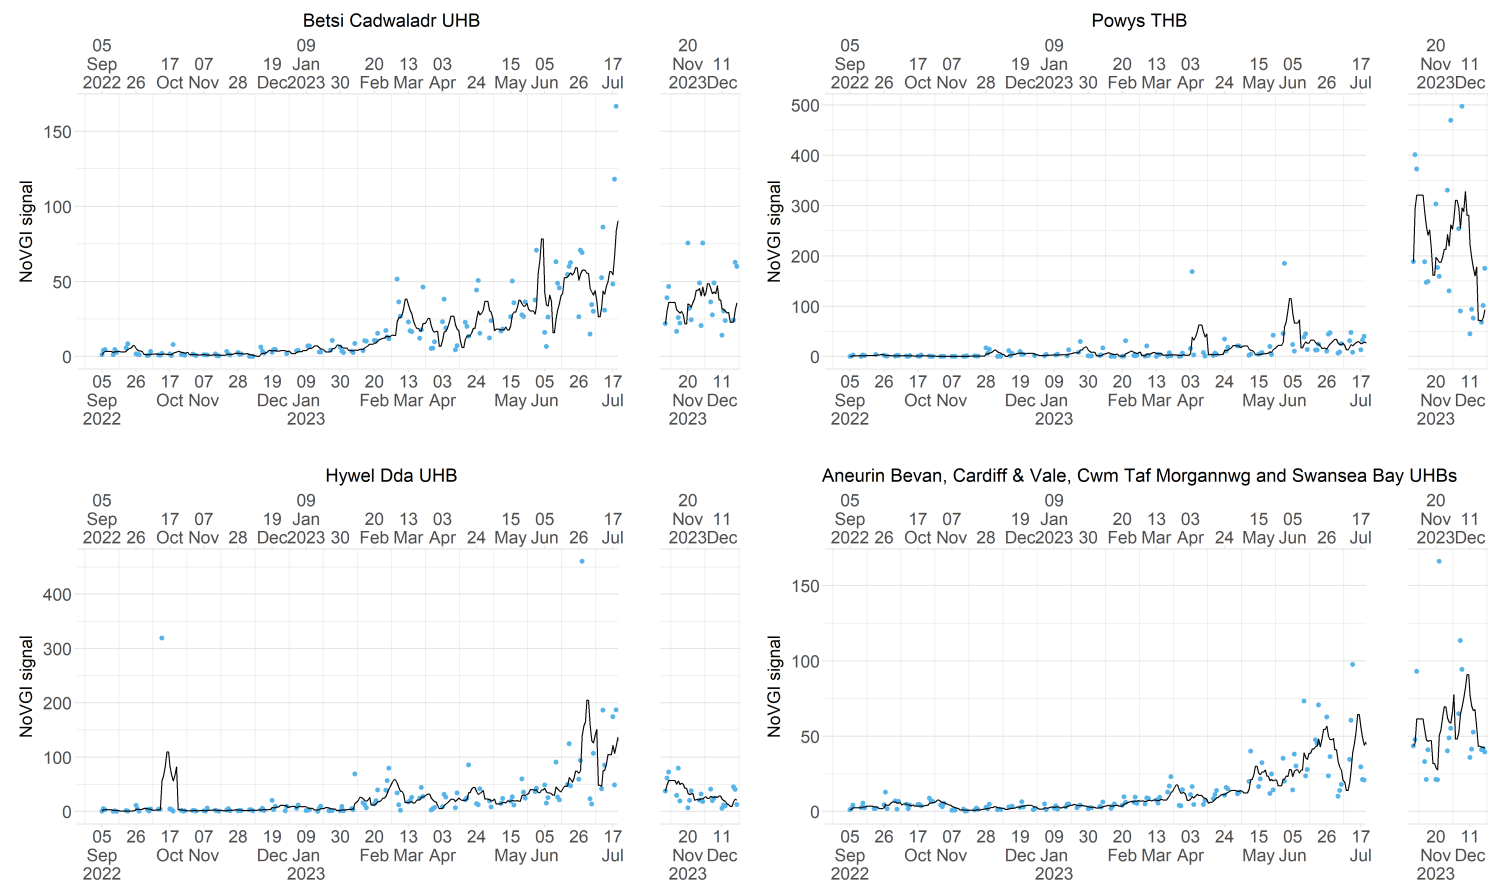 Betsi Cadwaladr UHB
05 09 20
Sep 17 07 19 Jan 20 13 03 15 05 17 Nov 11
2022 26 Oct Nov 28 Dec 2023 30 Feb Mar Apr 24 May Jun 26 Jul 2023 Dec
150
100
50
0
NoVGI signal
05 26 17 07 28 19 09 30 20 13 03 24 15 05 26 17 20 11
Sep Oct Nov Dec Jan Feb Mar Apr May Jun Jul Nov Dec
2022 2023 2023
Powys THB
05 09 20
Sep 17 07 19 Jan 20 13 03 15 05 17 Nov 11
2022 26 Oct Nov 28 Dec 2023 30 Feb Mar Apr 24 May Jun 26 Jul 2023 Dec
500
400
300
200
100
0
NoVGI signal
05 26 17 07 28 19 09 30 20 13 03 24 15 05 26 17 20 11
Sep Oct Nov Dec Jan Feb Mar Apr May Jun Jul Nov Dec
2022 2023 2023
Hywel Dda UHB
05 09 20
Sep 17 07 19 Jan 20 13 03 15 05 17 Nov 11
2022 26 Oct Nov 28 Dec 2023 30 Feb Mar Apr 24 May Jun 26 Jul 2023 Dec
400
300
200
100
0
NoVGI signal
05 26 17 07 28 19 09 30 20 13 03 24 15 05 26 17 20 11
Sep Oct Nov Dec Jan Feb Mar Apr May Jun Jul Nov Dec
2022 2023 2023
Aneurin Bevan, Cardiff & Vale, Cwm Taf Morgannwg and Swansea Bay UHBs
05 09 20
Sep 17 07 19 Jan 20 13 03 15 05 17 Nov 11
2022 26 Oct Nov 28 Dec 2023 30 Feb Mar Apr 24 May Jun 26 Jul 2023 Dec
150
100
50
0
NoVGI signal
05 26 17 07 28 19 09 30 20 13 03 24 15 05 26 17 20 11
Sep Oct Nov Dec Jan Feb Mar Apr May Jun Jul Nov Dec
2022 2023 2023